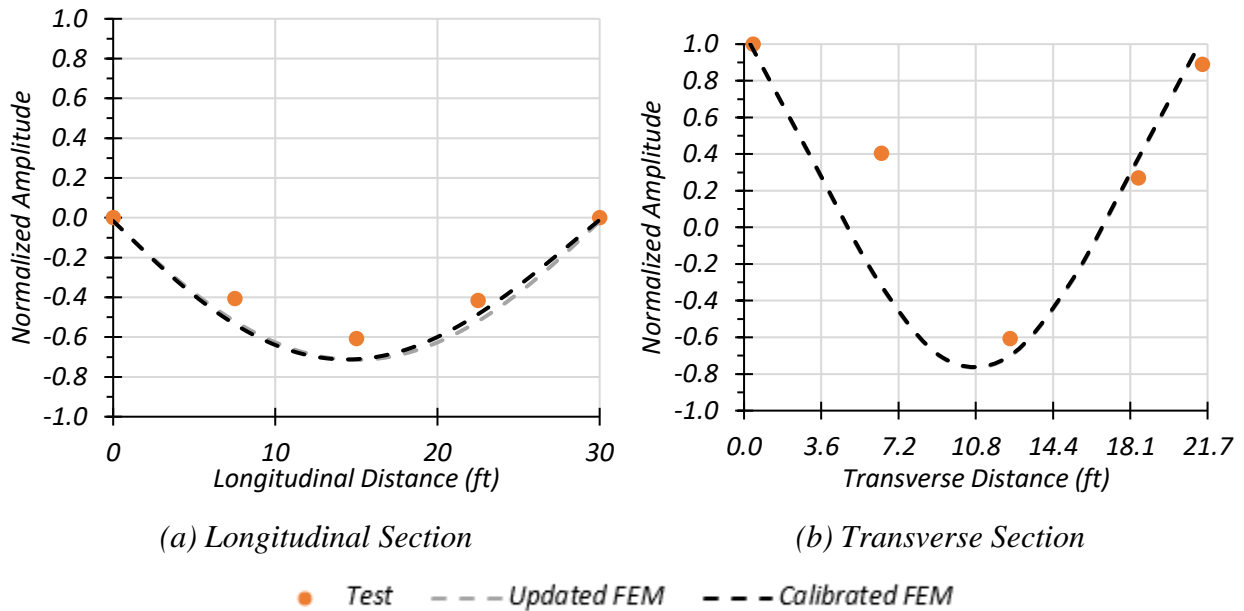 Normalized Amplitude
1.0
0.8
0.6
0.4
0.2
0.0
-0.2
-0.4
-0.6
-0.8
-1.0
0 10 20 30
Longitudinal Distance (ft)
(a) Longitudinal Section
Normalized Amplitude
1.0
0.8
0.6
0.4
0.2
0.0
-0.2
-0.4
-0.6
-0.8
-1.0
0.0 3.6 7.2 10.8 14.4 18.1 21.7
Transverse Distance (ft)
(b) Transverse Section
Test Updated FEM Calibrated FEM